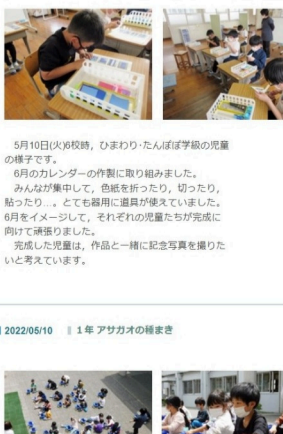 5月10日(火)6校時，ひまわり・たんぽぽ学級の児童
の様子です。
6月のカレンダーの作製に取り組みました。
みんなが集中して，色紙を折ったり，切ったり，
貼ったり…。とても器用に道具が使えていました。
6月をイメージして，それぞれの児童たちが完成に
向けて頑張りました。
完成した児童は，作品と一緒に記念写真を撮りた
いと考えています。
2022/05/10 １年 アサガオの種まき